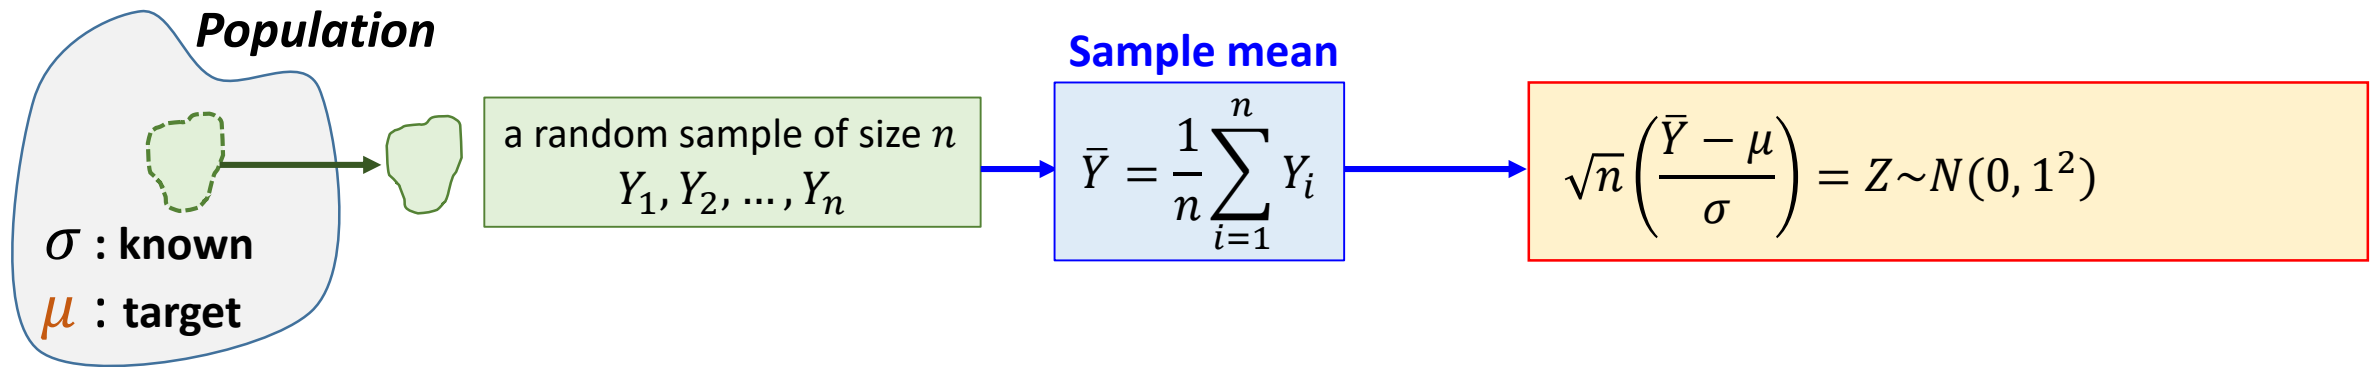 Population
σ : known
μ : target
a random sample of size n
Y₁, Y₂, …, Yₙ
Sample mean
Ȳ = 1/n ∑ᵢ₌₁ⁿ Yᵢ
√n ( (Ȳ − μ)/σ ) = Z~N(0, 1²)